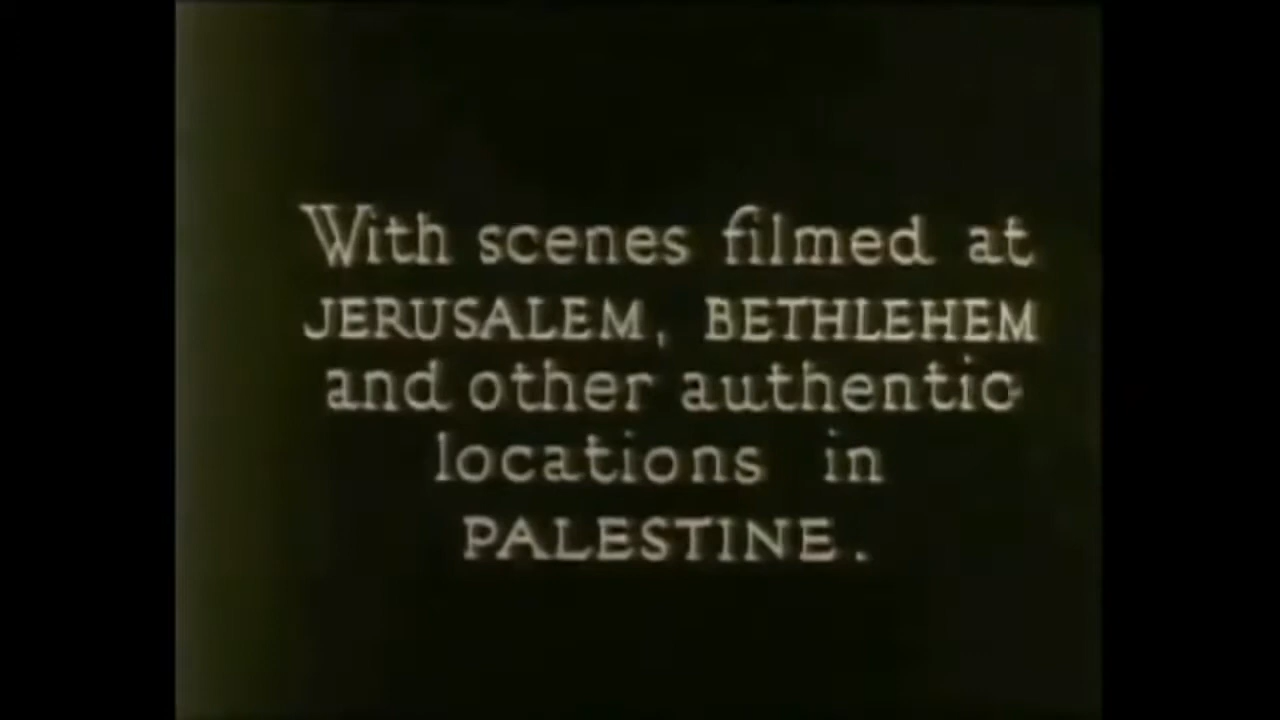 With scenes filmed at
JERUSALEM, BETHLEHEM
and other authentic
locations in
PALESTINE.